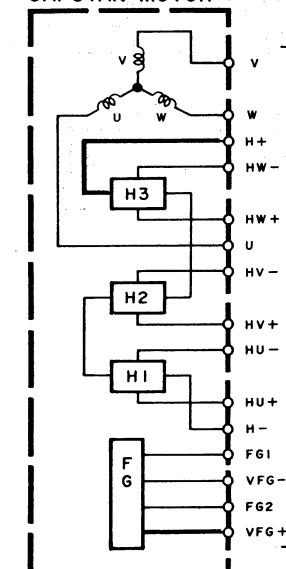 CAPSTAN MOTOR
V
V
U
W
W
H+
HW-
H3
HW+
U
HV-
H2
HV+
HU-
H1
HU+
H-
FG1
FG
VFG-
FG2
VFG+